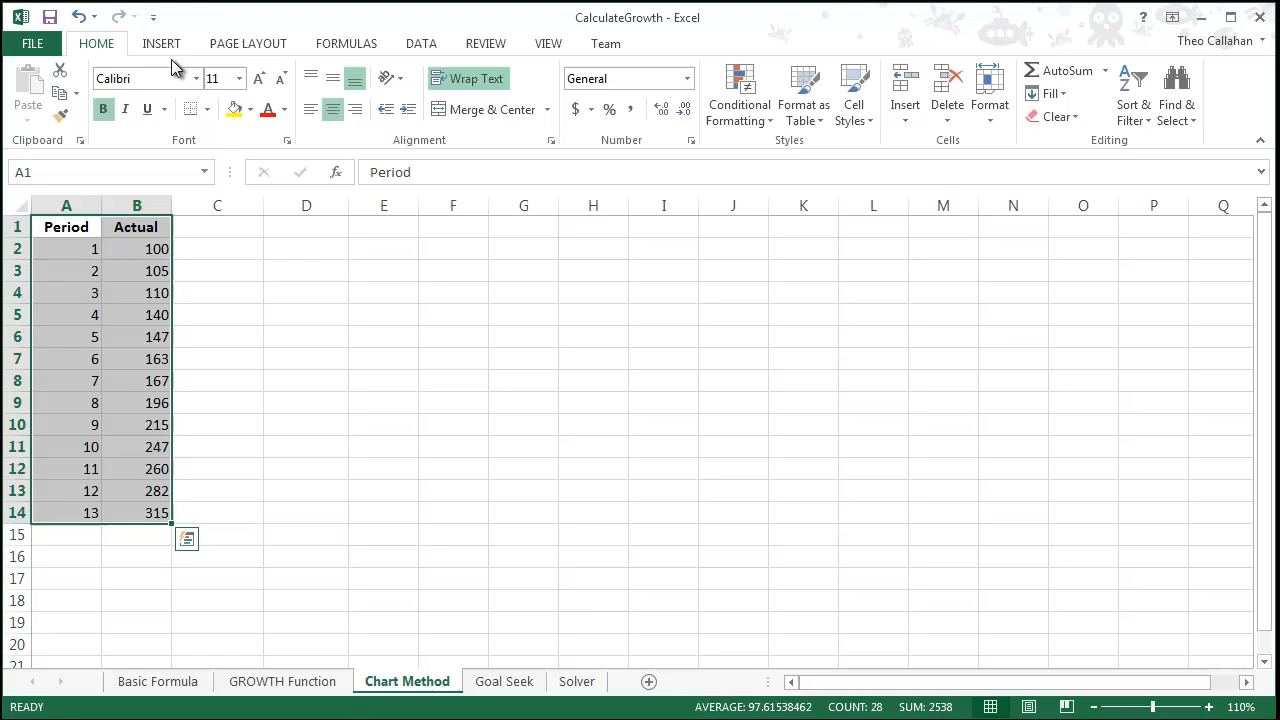 CalculateGrowth - Excel
?
FILE HOME INSERT PAGE LAYOUT FORMULAS DATA REVIEW VIEW Team Theo Callahan
Paste
Calibri 11
B I U
Wrap Text
Merge & Center
General
$ % ,
Conditional Formatting
Format as Table
Cell Styles
Insert
Delete
Format
AutoSum
Fill
Clear
Sort & Filter
Find & Select
Clipboard Font Alignment Number Styles Cells Editing
A1 fx Period
A B C D E F G H I J K L M N O P Q
1 Period Actual
2 1 100
3 2 105
4 3 110
5 4 140
6 5 147
7 6 163
8 7 167
9 8 196
10 9 215
11 10 247
12 11 260
13 12 282
14 13 315
15
16
17
18
19
20
21
Basic Formula GROWTH Function Chart Method Goal Seek Solver
READY AVERAGE: 97.61538462 COUNT: 28 SUM: 2538 110%